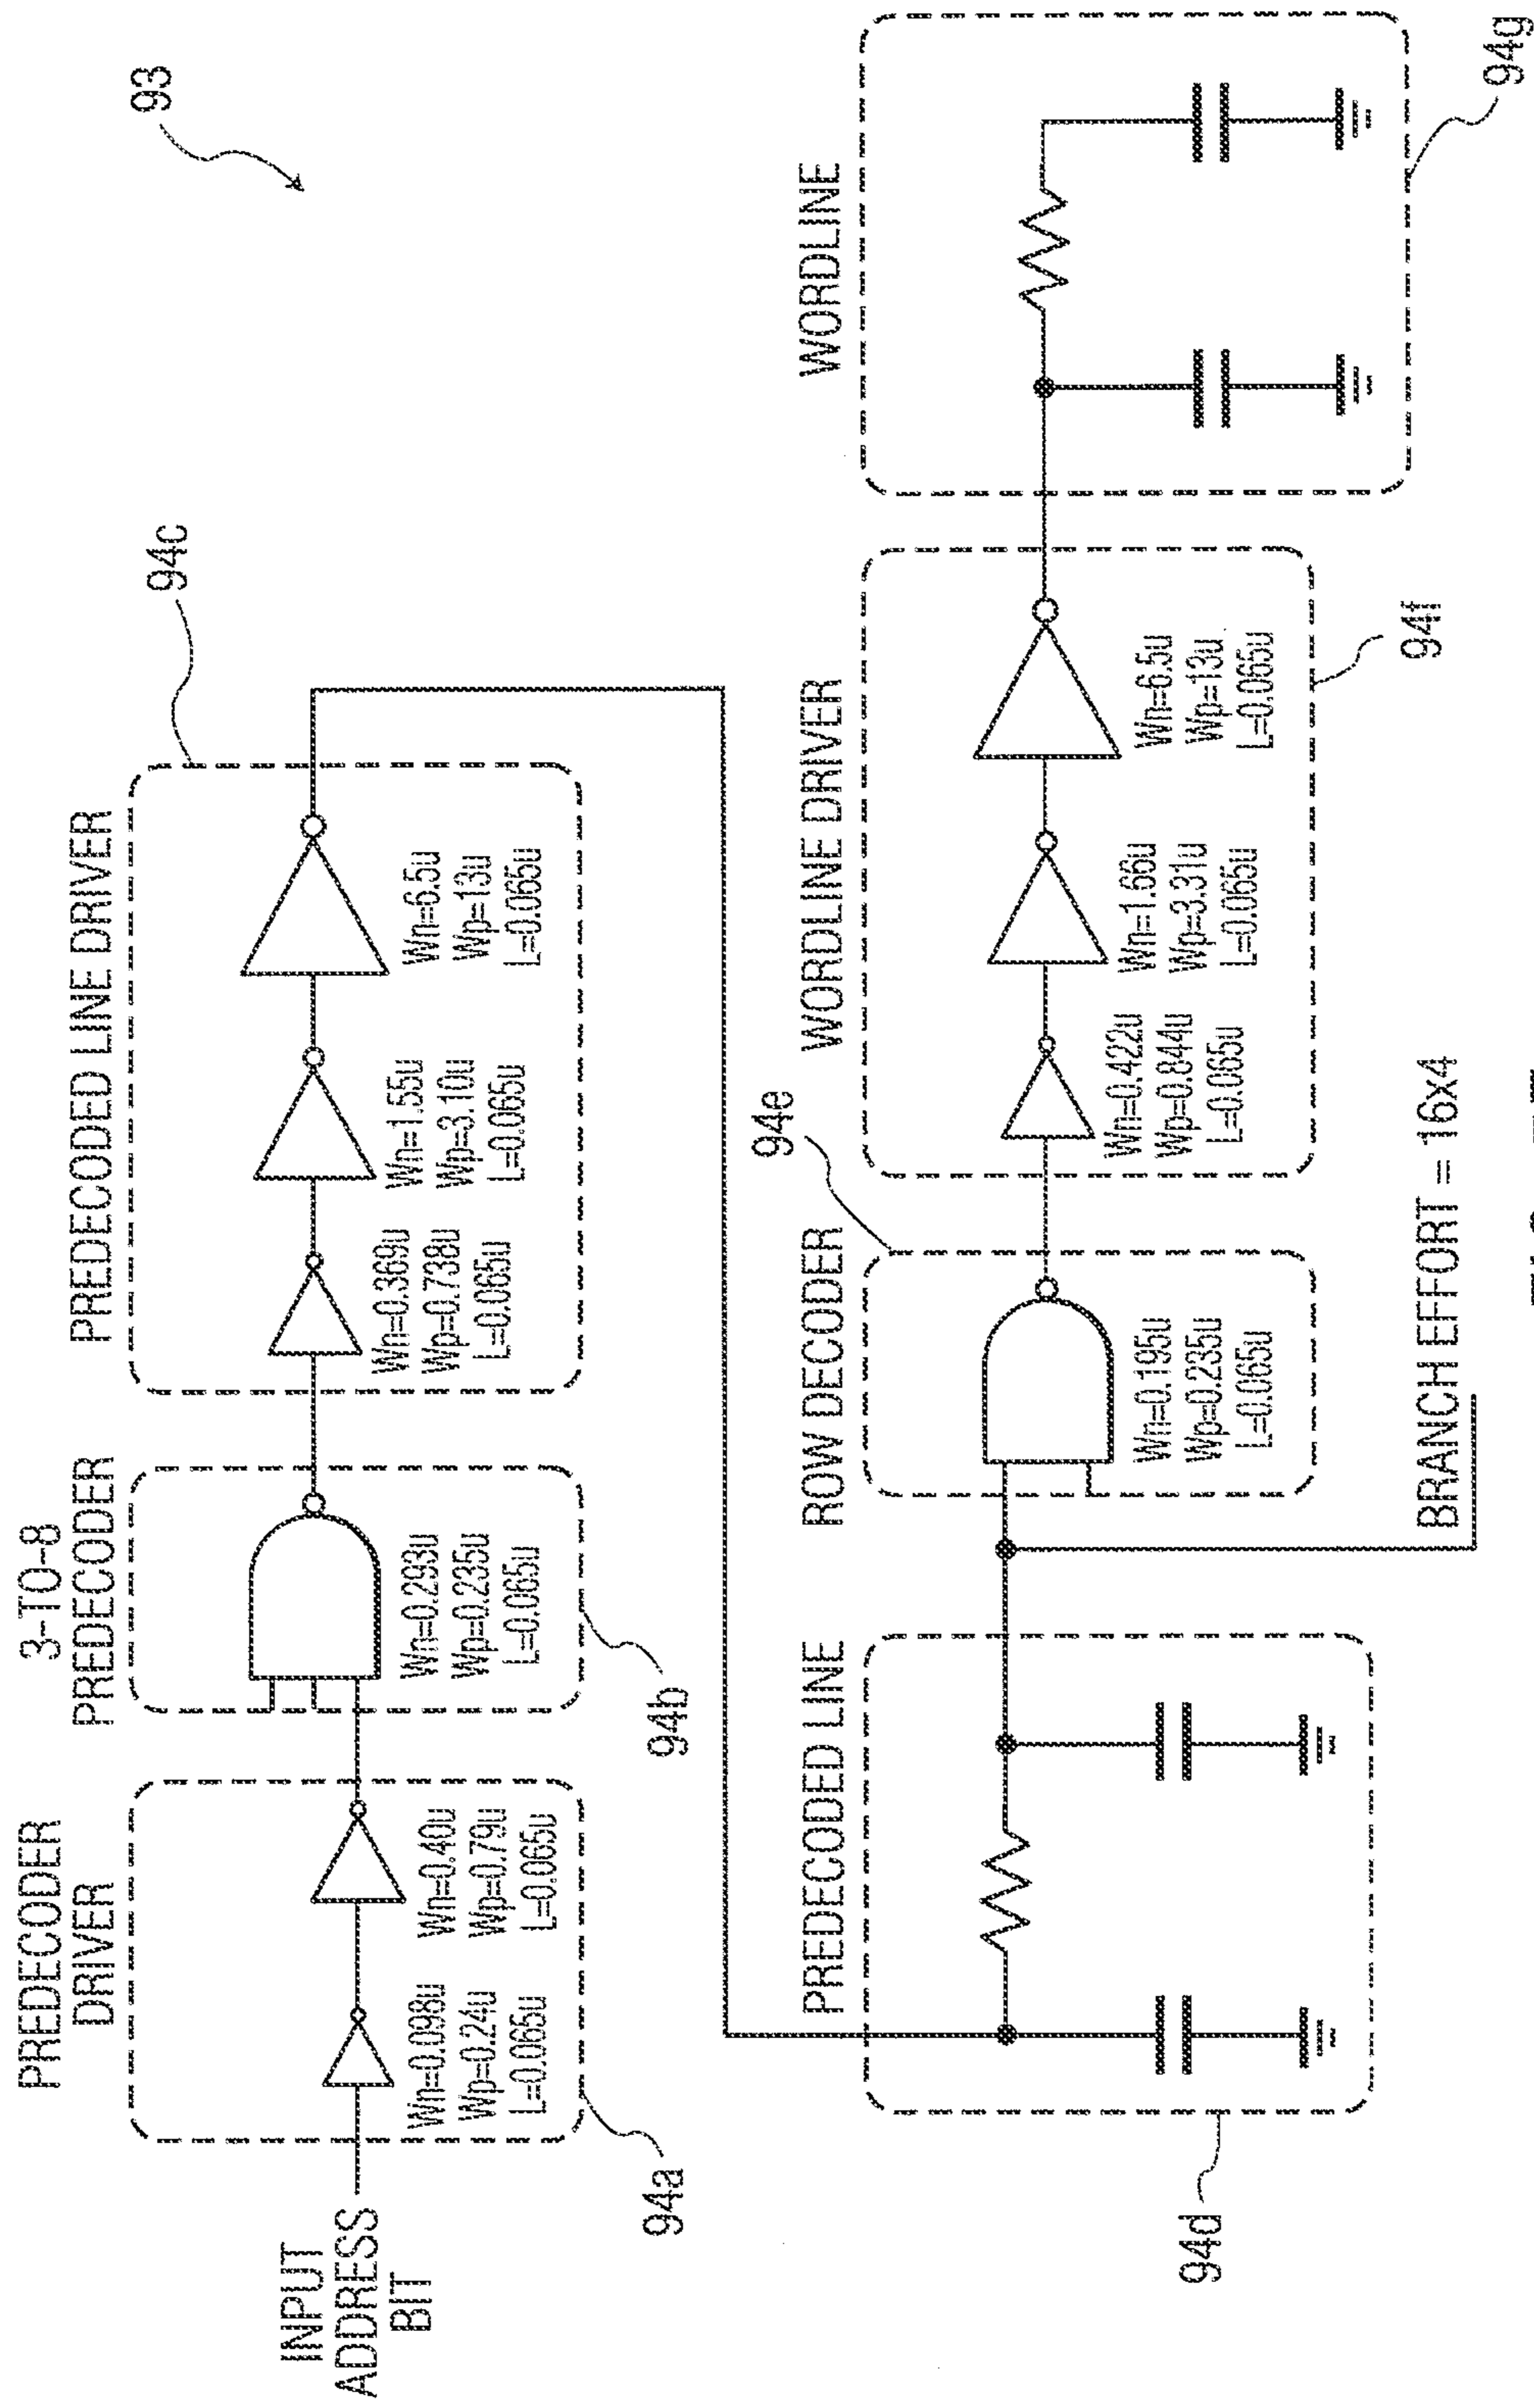 93
PREDECODER
DRIVER
3-TO-8
PREDECODER
PREDECODED LINE DRIVER
94c
INPUT
ADDRESS
BIT
Wn=0.098u
Wp=0.24u
L=0.065u
Wn=0.40u
Wp=0.79u
L=0.065u
94a
Wn=0.293u
Wp=0.235u
L=0.065u
94b
Wn=0.369u
Wp=0.738u
L=0.065u
Wn=1.55u
Wp=3.10u
L=0.065u
Wn=6.5u
Wp=13u
L=0.065u
PREDECODED LINE
94d
ROW DECODER
94e
Wn=0.195u
Wp=0.235u
L=0.065u
BRANCH EFFORT = 16x4
WORDLINE DRIVER
Wn=0.422u
Wp=0.844u
L=0.065u
Wn=1.66u
Wp=3.31u
L=0.065u
Wn=6.5u
Wp=13u
L=0.065u
94f
WORDLINE
94g